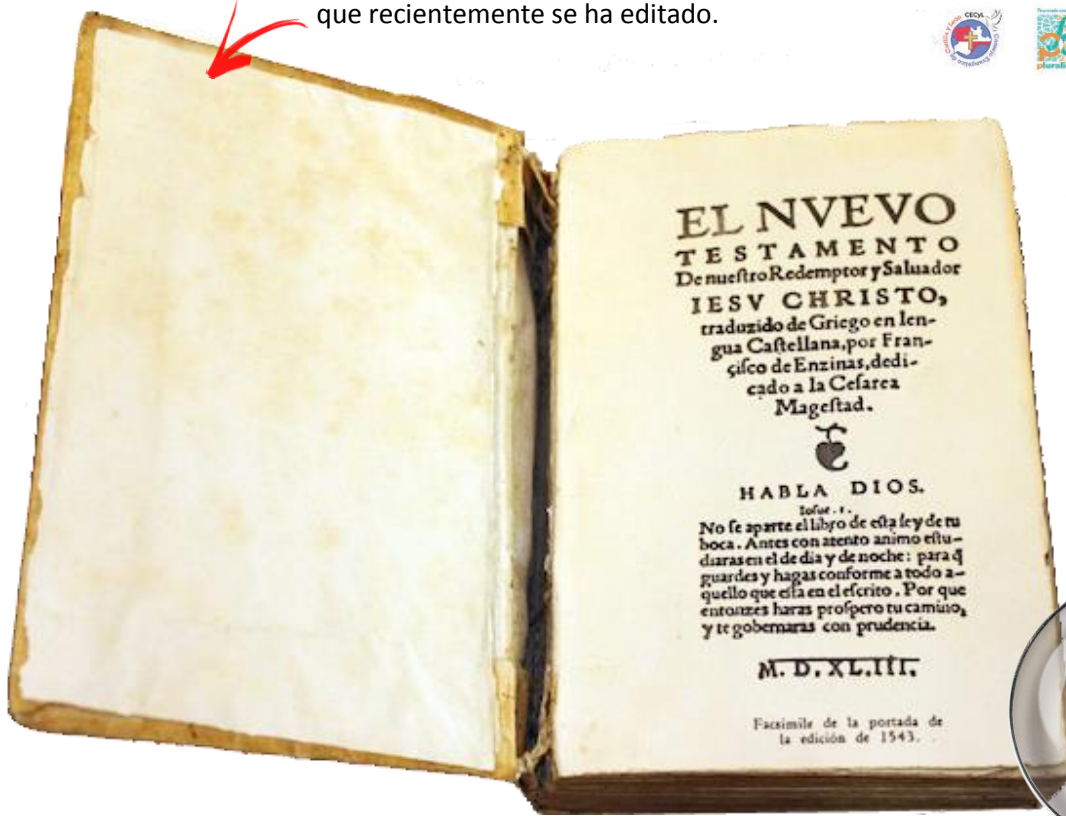 que recientemente se ha editado.
CECYL
EL NVEVO
TESTAMENTO
De nueſtro Redemptor y Saluador
IESV CHRISTO,
traduzido de Griego en len-
gua Caſtellana, por Fran-
çiſco de Enzinas, dedi-
cado a la Ceſarea
Mageſtad.
HABLA DIOS.
Ioſue. 1.
No ſe aparte el libro de eſta ley de tu
boca. Antes con atento animo eſtu-
diaras en el de dia y de noche: para q̃
guardes y hagas conforme a todo a-
quello que eſta en el eſcrito. Por que
entonzes haras proſpero tu camino,
y te gobernaras con prudencia.
M. D. XL.III.
Facsimile de la portada de
la edición de 1543.